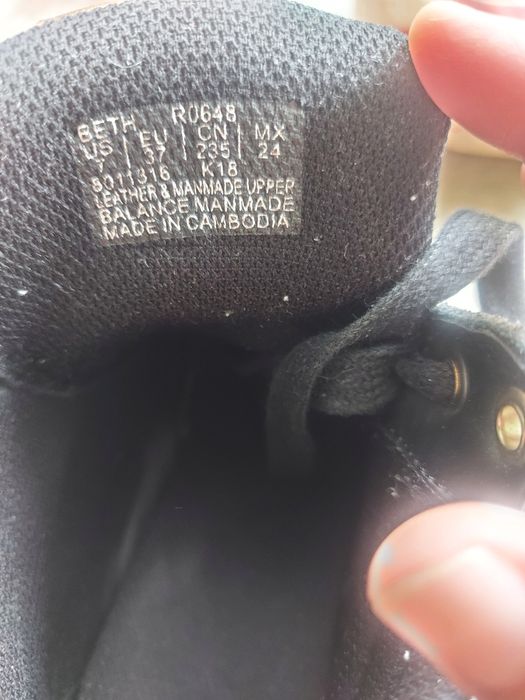 BETH R0648
US | EU | CN | MX
7 | 37 | 235 | 24
8011816 K18
LEATHER & MANMADE UPPER
BALANCE MANMADE
MADE IN CAMBODIA